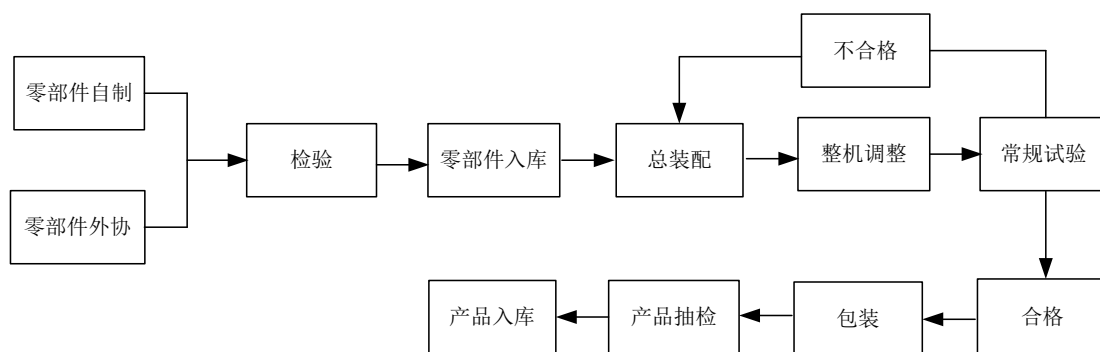 不合格
零部件自制
检验
零部件入库
总装配
整机调整
常规试验
零部件外协
产品入库
产品抽检
包装
合格